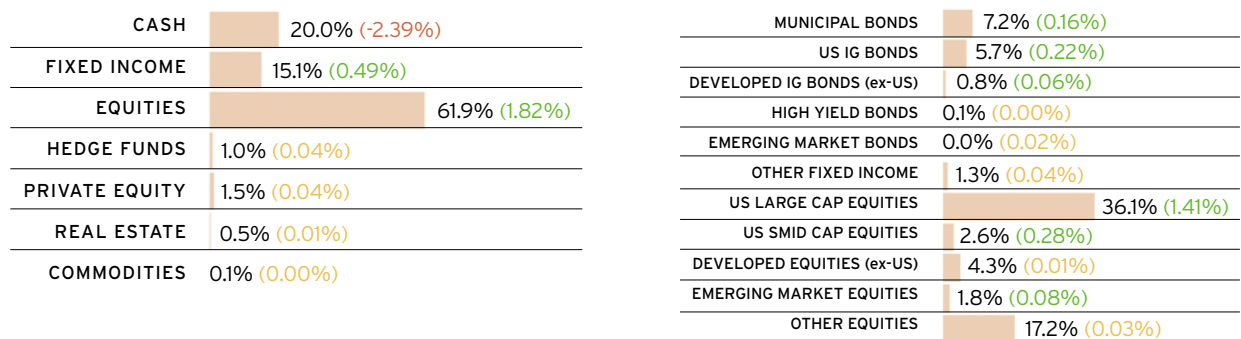 CASH 20.0% (-2.39%)
FIXED INCOME 15.1% (0.49%)
EQUITIES 61.9% (1.82%)
HEDGE FUNDS 1.0% (0.04%)
PRIVATE EQUITY 1.5% (0.04%)
REAL ESTATE 0.5% (0.01%)
COMMODITIES 0.1% (0.00%)
MUNICIPAL BONDS 7.2% (0.16%)
US IG BONDS 5.7% (0.22%)
DEVELOPED IG BONDS (ex-US) 0.8% (0.06%)
HIGH YIELD BONDS 0.1% (0.00%)
EMERGING MARKET BONDS 0.0% (0.02%)
OTHER FIXED INCOME 1.3% (0.04%)
US LARGE CAP EQUITIES 36.1% (1.41%)
US SMID CAP EQUITIES 2.6% (0.28%)
DEVELOPED EQUITIES (ex-US) 4.3% (0.01%)
EMERGING MARKET EQUITIES 1.8% (0.08%)
OTHER EQUITIES 17.2% (0.03%)